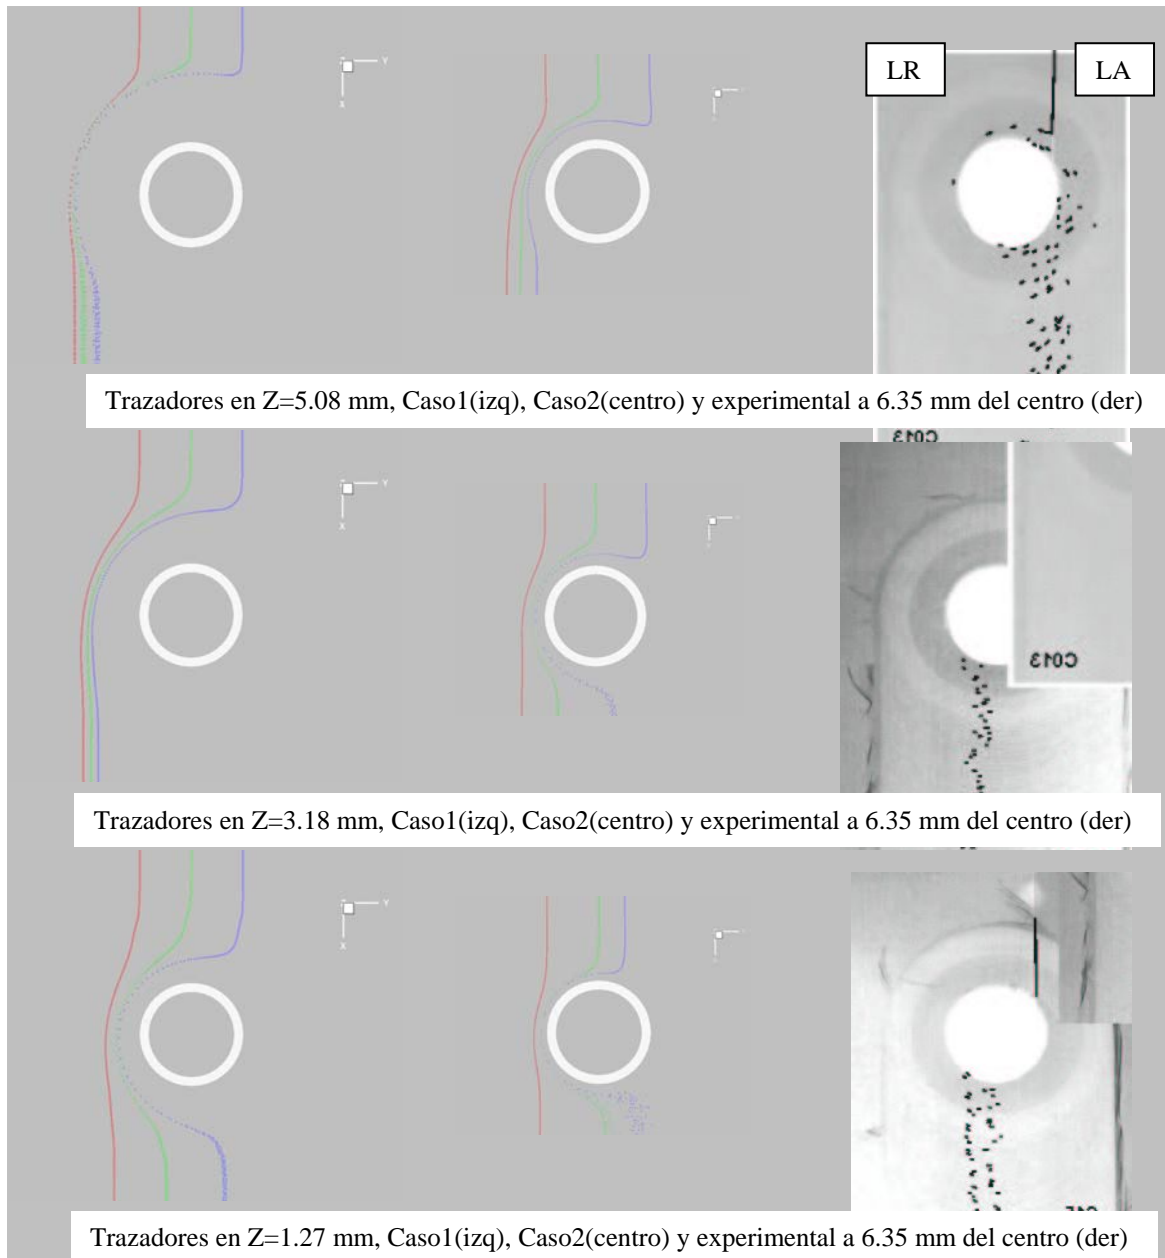 LR
LA
Y
X
Trazadores en Z=5.08 mm, Caso1(izq), Caso2(centro) y experimental a 6.35 mm del centro (der)
C013
Y
X
C013
Trazadores en Z=3.18 mm, Caso1(izq), Caso2(centro) y experimental a 6.35 mm del centro (der)
Y
X
Trazadores en Z=1.27 mm, Caso1(izq), Caso2(centro) y experimental a 6.35 mm del centro (der)